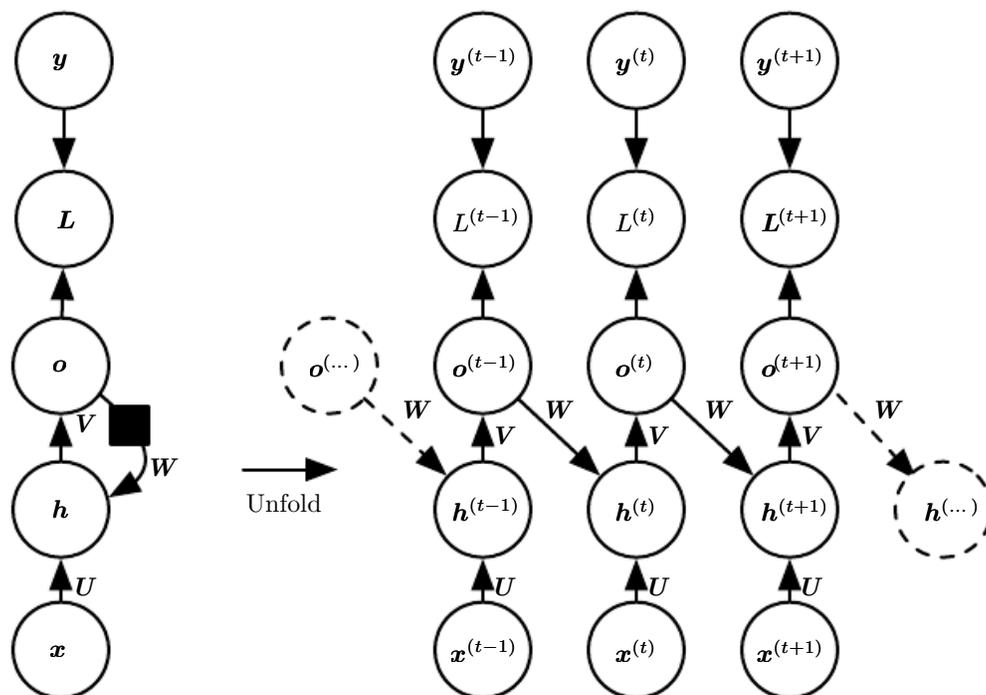 y
y^(t−1)
y^(t)
y^(t+1)
L
L^(t−1)
L^(t)
L^(t+1)
o
o^(...)
o^(t−1)
o^(t)
o^(t+1)
W
W
W
W
V
V
V
V
W
h
Unfold
h^(t−1)
h^(t)
h^(t+1)
h^(...)
U
U
U
U
x
x^(t−1)
x^(t)
x^(t+1)